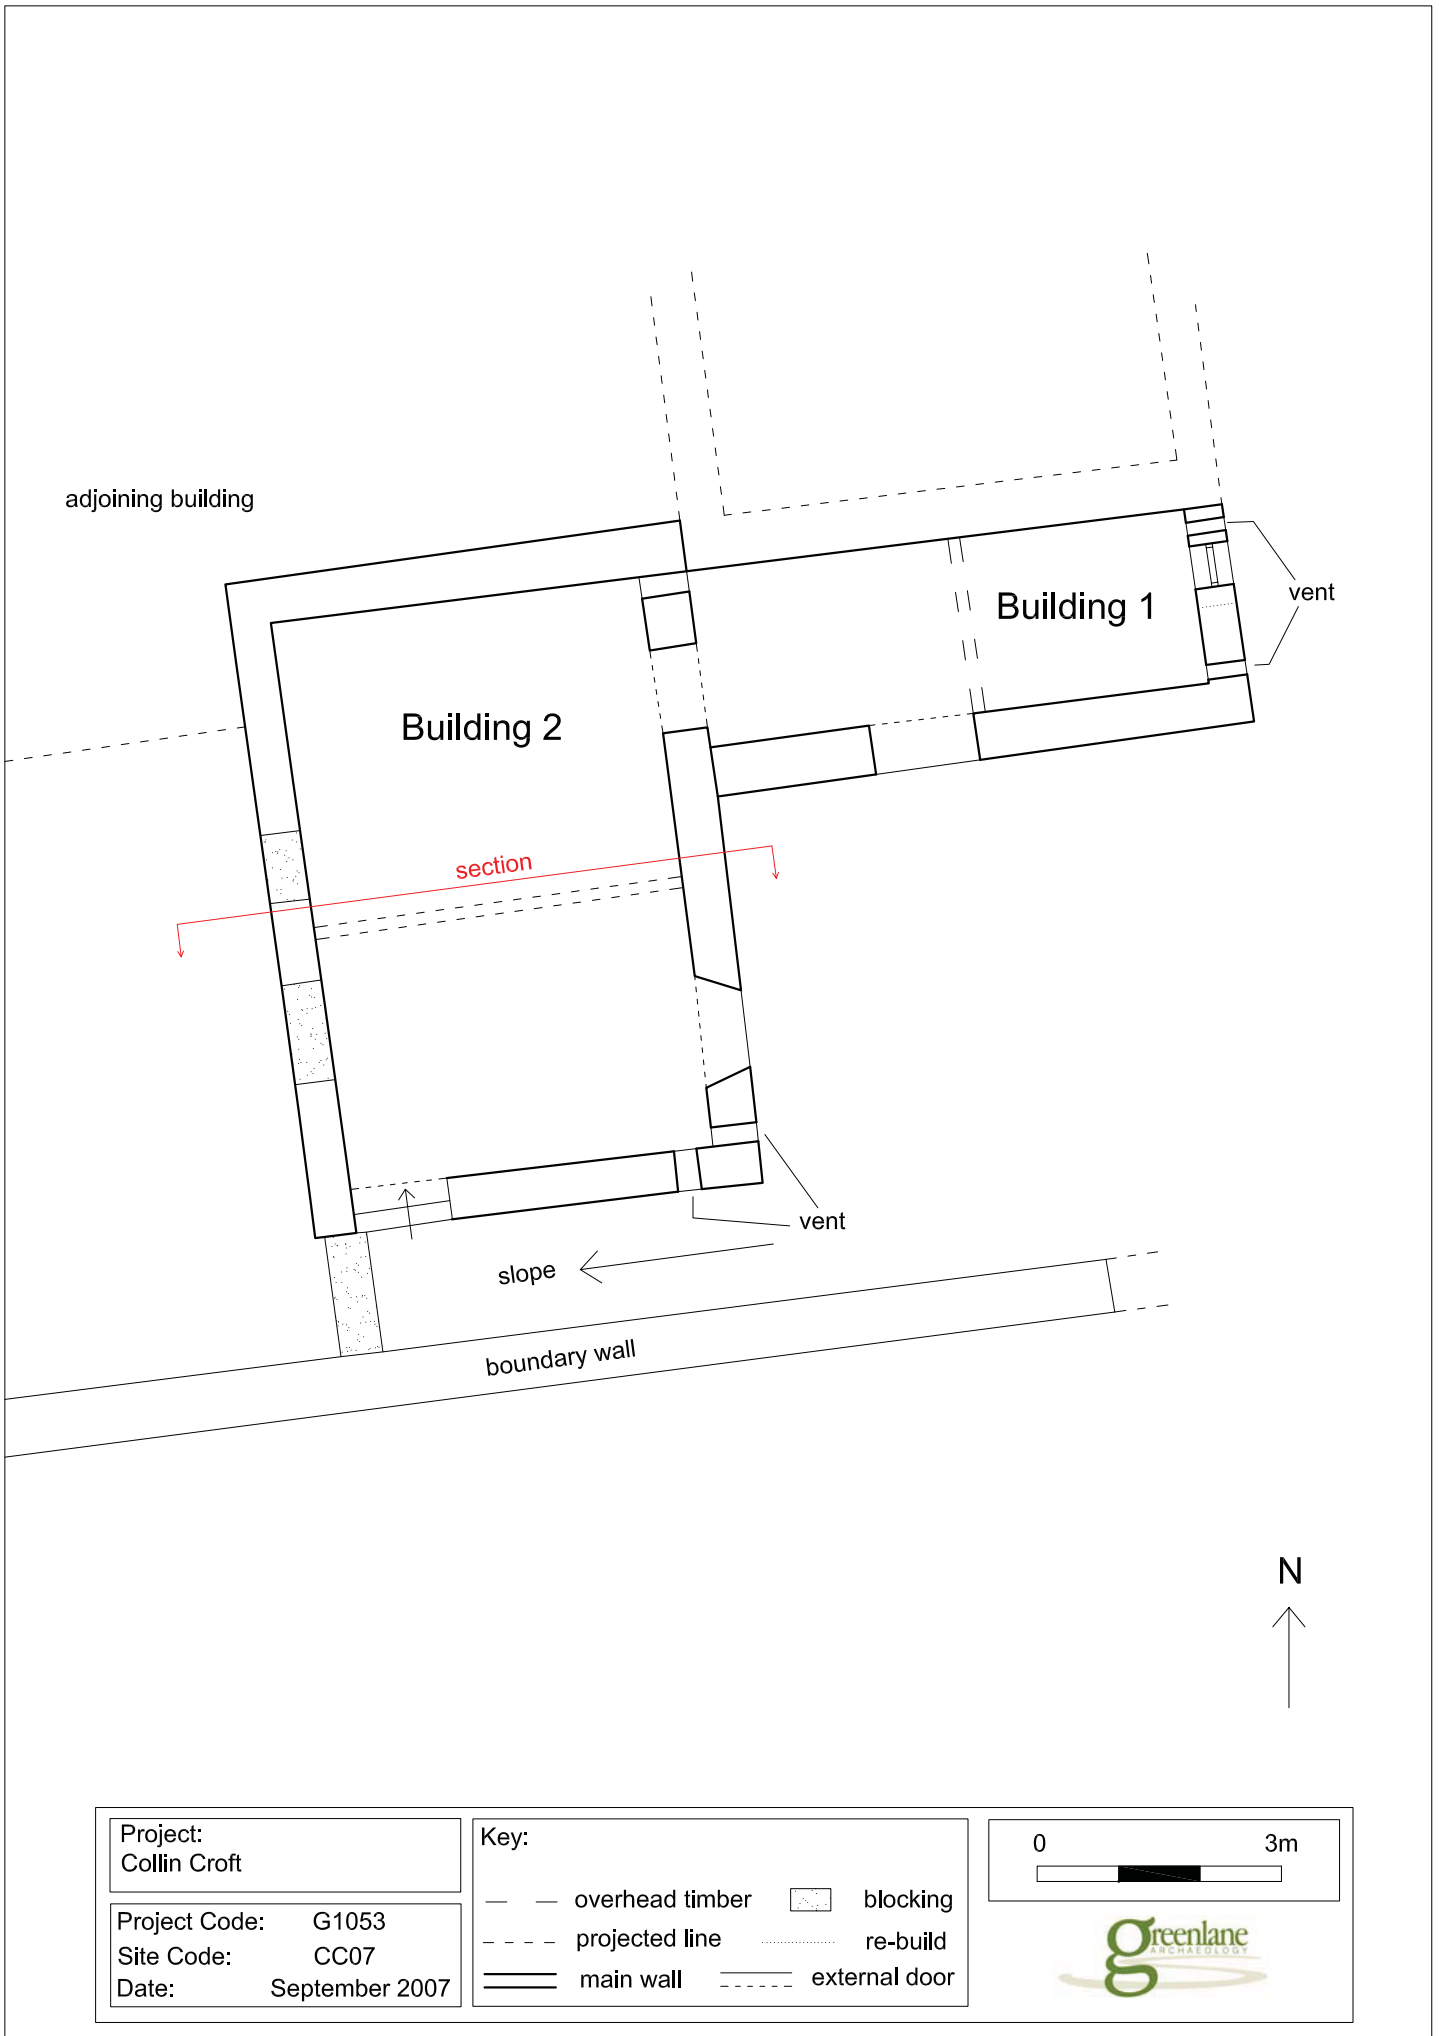 adjoining building
Building 1
vent
Building 2
section
vent
slope
boundary wall
N
Project:
Collin Croft
Project Code: G1053
Site Code: CC07
Date: September 2007
Key:
overhead timber
blocking
projected line
re-build
main wall
external door
0 3m
greenlane
ARCHAEOLOGY